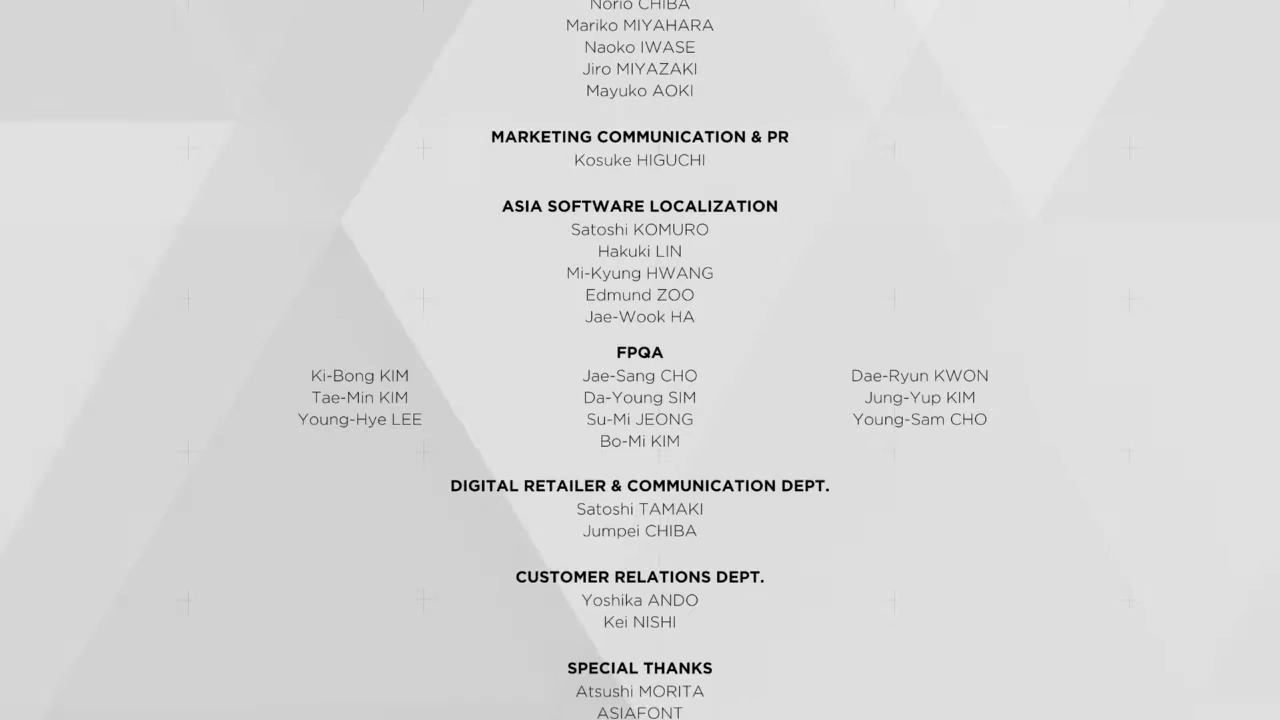 Norio CHIBA
Mariko MIYAHARA
Naoko IWASE
Jiro MIYAZAKI
Mayuko AOKI
MARKETING COMMUNICATION & PR
Kosuke HIGUCHI
ASIA SOFTWARE LOCALIZATION
Satoshi KOMURO
Hakuki LIN
Mi-Kyung HWANG
Edmund ZOO
Jae-Wook HA
FPQA
Ki-Bong KIM Jae-Sang CHO Dae-Ryun KWON
Tae-Min KIM Da-Young SIM Jung-Yup KIM
Young-Hye LEE Su-Mi JEONG Young-Sam CHO
Bo-Mi KIM
DIGITAL RETAILER & COMMUNICATION DEPT.
Satoshi TAMAKI
Jumpei CHIBA
CUSTOMER RELATIONS DEPT.
Yoshika ANDO
Kei NISHI
SPECIAL THANKS
Atsushi MORITA
ASIAFONT